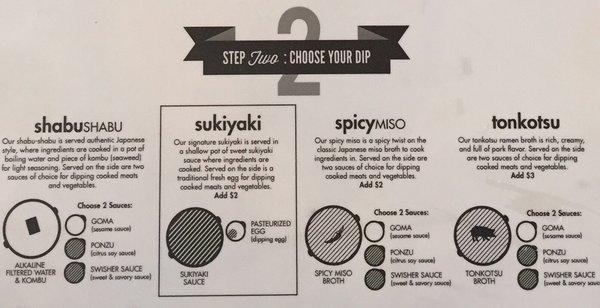 2
STEP Two : CHOOSE YOUR DIP
shabuSHABU
Our shabu-shabu is served authentic Japanese
style, where ingredients are cooked in a pot of
boiling water and piece of kombu (seaweed)
for light seasoning. Served on the side are two
sauces of choice for dipping cooked meats
and vegetables.
Choose 2 Sauces:
GOMA
(sesame sauce)
PONZU
(citrus soy sauce)
SWISHER SAUCE
(sweet & savory sauce)
ALKALINE
FILTERED WATER
& KOMBU
sukiyaki
Our signature sukiyaki is served in
a shallow pot of sweet sukiyaki
sauce where ingredients are
cooked. Served on the side is a
traditional fresh egg for dipping
cooked meats and vegetables.
Add $2
PASTEURIZED
EGG
(dipping egg)
SUKIYAKI
SAUCE
spicyMISO
Our spicy miso is a spicy twist on the
classic Japanese miso broth to cook
ingredients in. Served on the side are
two sauces of choice for dipping
cooked meats and vegetables.
Add $2
Choose 2 Sauces:
GOMA
(sesame sauce)
PONZU
(citrus soy sauce)
SWISHER SAUCE
(sweet & savory sauce)
SPICY MISO
BROTH
tonkotsu
Our tonkotsu ramen broth is rich, creamy,
and full of pork flavor. Served on the side
are two sauces of choice for dipping
cooked meats and vegetables.
Add $3
Choose 2 Sauces:
GOMA
(sesame sauce)
PONZU
(citrus soy sauce)
SWISHER SAUCE
(sweet & savory sauce)
TONKOTSU
BROTH